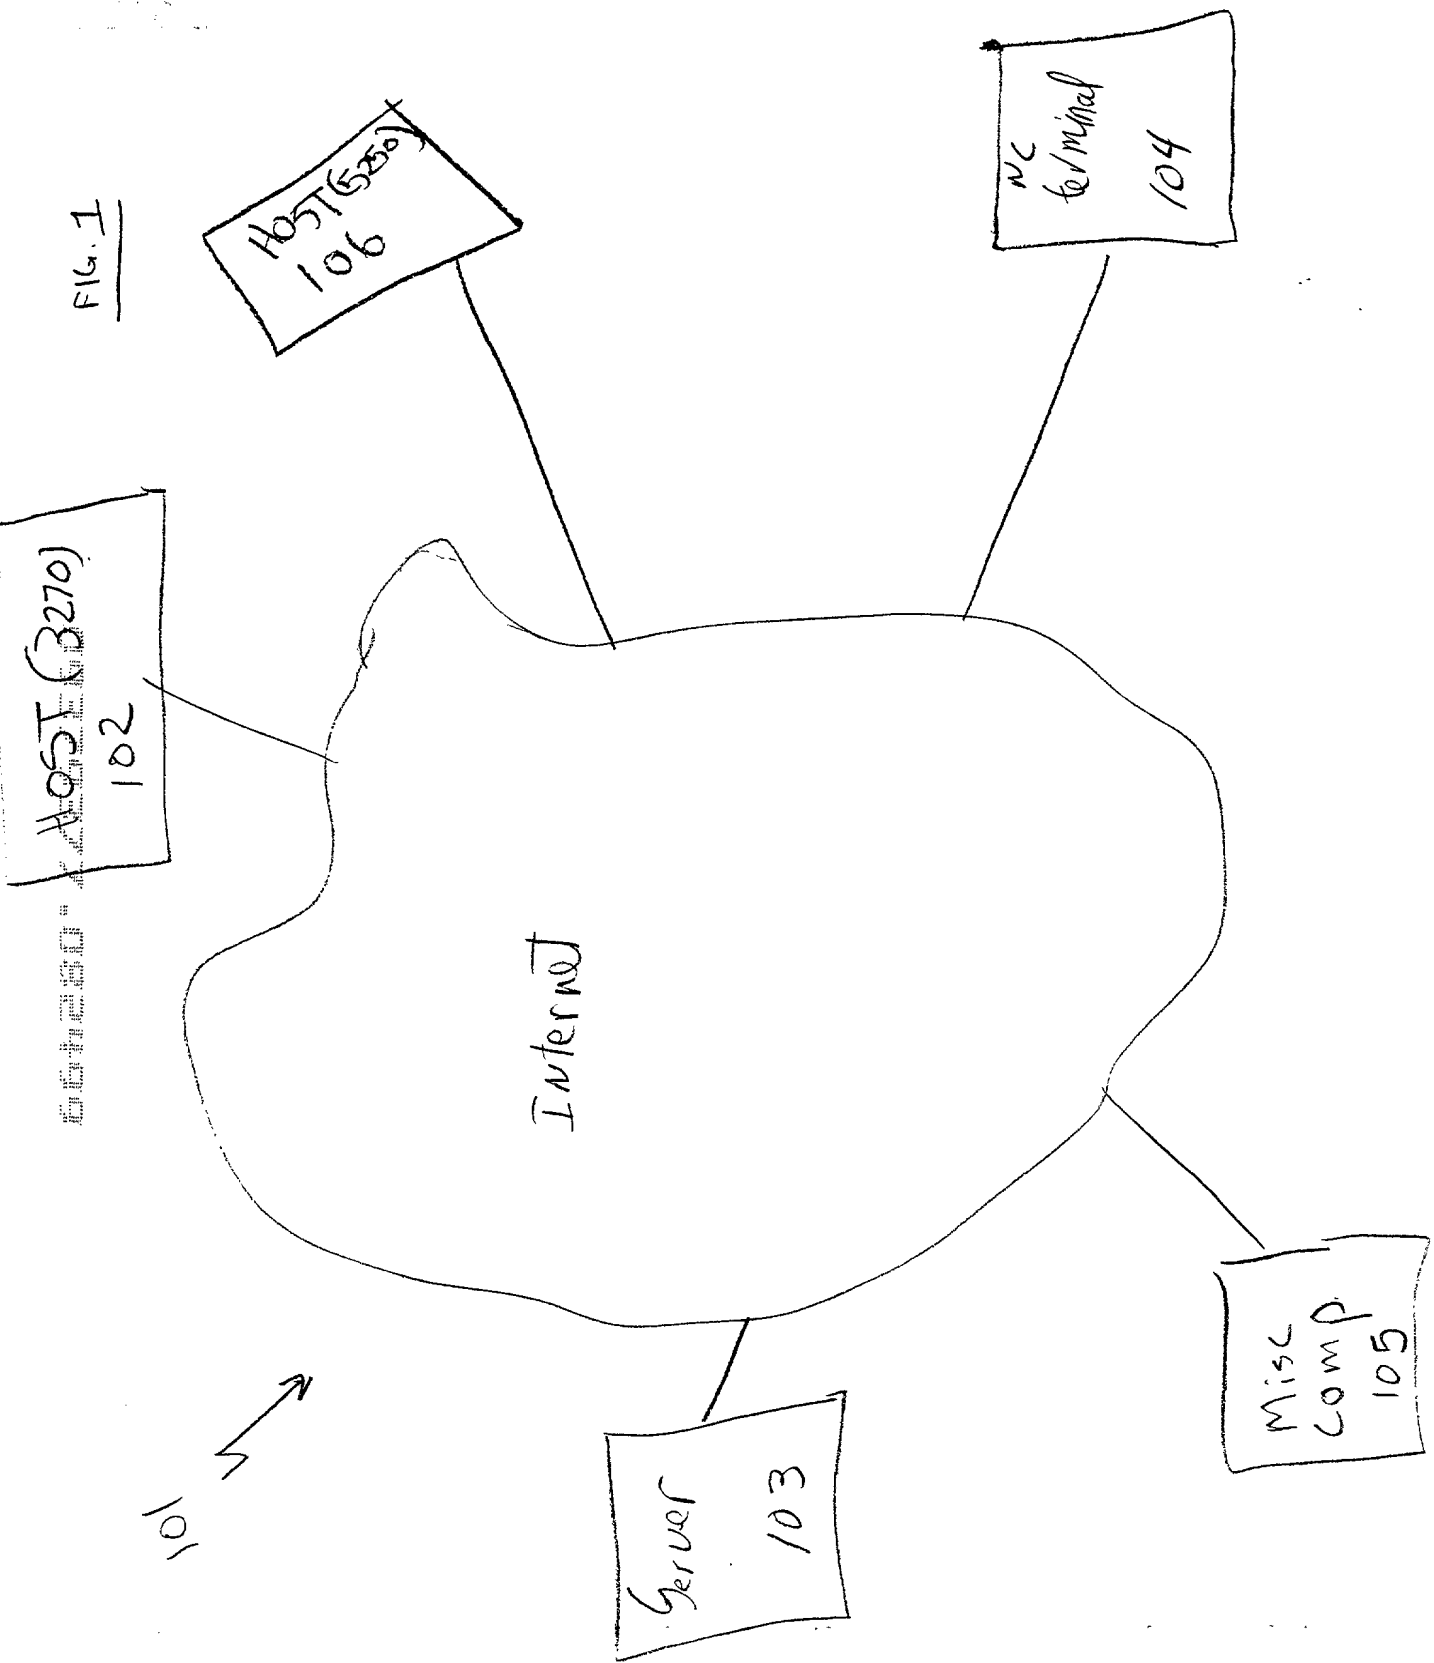 FIG. 1
HOST (3270)
102
HOST (5250)
106
NC
terminal
104
Internet
101
Server
103
Misc
Comp
105